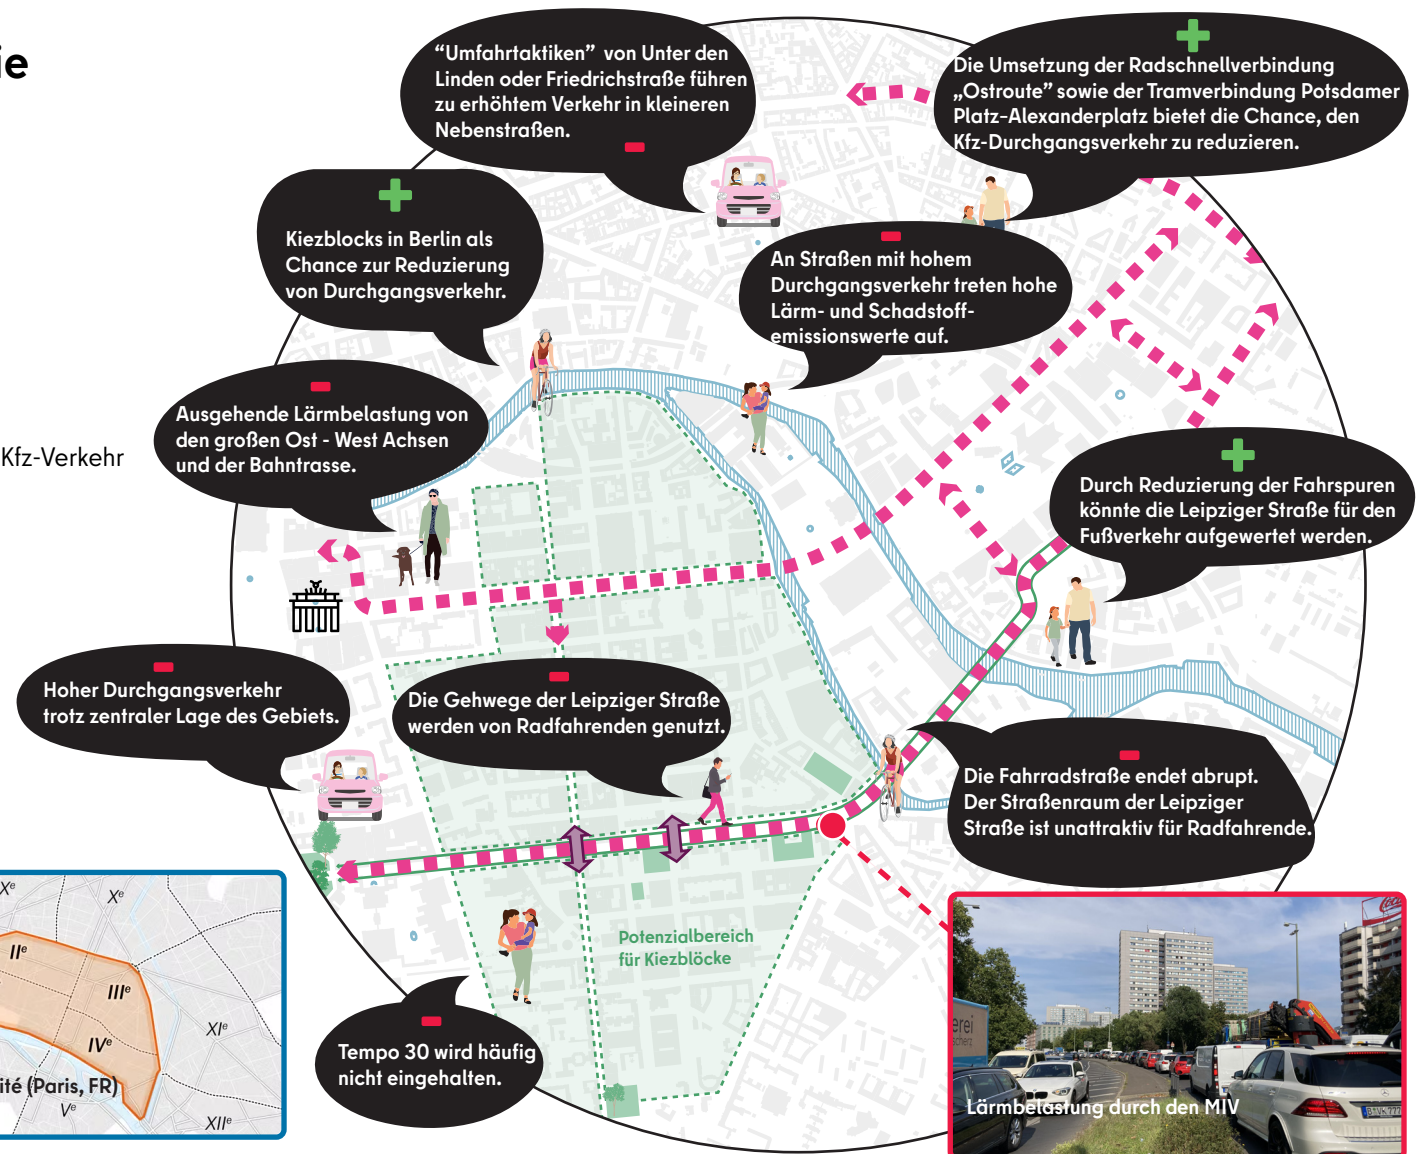 ie
“Umfahrtaktiken” von Unter den
Linden oder Friedrichstraße führen
zu erhöhtem Verkehr in kleineren
Nebenstraßen.
Die Umsetzung der Radschnellverbindung
„Ostroute” sowie der Tramverbindung Potsdamer
Platz-Alexanderplatz bietet die Chance, den
Kfz-Durchgangsverkehr zu reduzieren.
Kiezblocks in Berlin als
Chance zur Reduzierung
von Durchgangsverkehr.
An Straßen mit hohem
Durchgangsverkehr treten hohe
Lärm- und Schadstoff-
emissionswerte auf.
Ausgehende Lärmbelastung von
den großen Ost - West Achsen
und der Bahntrasse.
Kfz-Verkehr
Durch Reduzierung der Fahrspuren
könnte die Leipziger Straße für den
Fußverkehr aufgewertet werden.
Hoher Durchgangsverkehr
trotz zentraler Lage des Gebiets.
Die Gehwege der Leipziger Straße
werden von Radfahrenden genutzt.
Die Fahrradstraße endet abrupt.
Der Straßenraum der Leipziger
Straße ist unattraktiv für Radfahrende.
Potenzialbereich
für Kiezblöcke
Tempo 30 wird häufig
nicht eingehalten.
Xe
Xe
IIe
IIIe
XIe
IVe
ité (Paris, FR)
Ve
XIIe
erei
Lärmbelastung durch den MIV